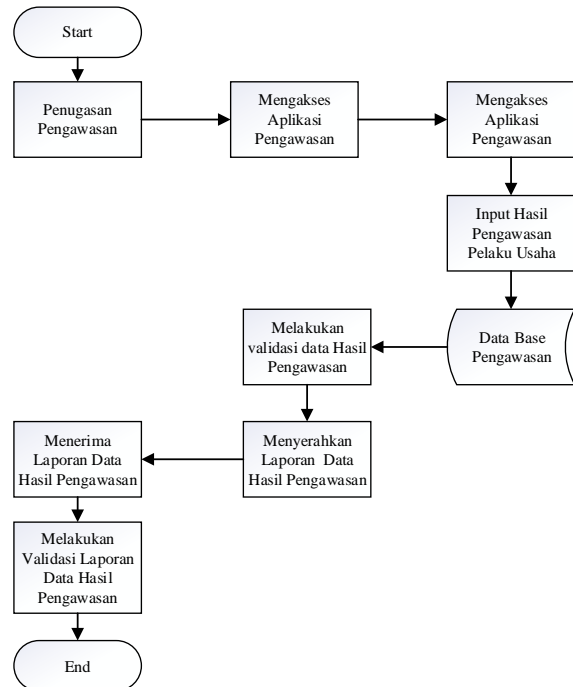 Start
Penugasan
Pengawasan
Mengakses
Aplikasi
Pengawasan
Mengakses
Aplikasi
Pengawasan
Input Hasil
Pengawasan
Pelaku Usaha
Data Base
Pengawasan
Melakukan
validasi data Hasil
Pengawasan
Menyerahkan
Laporan Data
Hasil Pengawasan
Menerima
Laporan Data
Hasil Pengawasan
Melakukan
Validasi Laporan
Data Hasil
Pengawasan
End